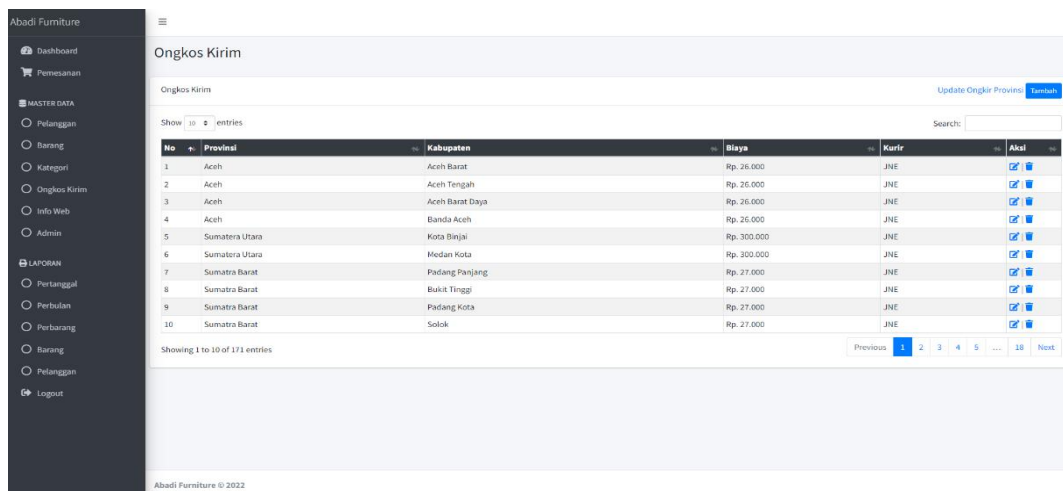 Abadi Furniture
Dashboard
Pemesanan
MASTER DATA
Pelanggan
Barang
Kategori
Ongkos Kirim
Info Web
Admin
LAPORAN
Pertanggal
Perbulan
Perbarang
Barang
Pelanggan
Logout
Ongkos Kirim
Ongkos Kirim Update Ongkir Provinsi Tambah
Show 10 entries Search:
No Provinsi Kabupaten Biaya Kurir Aksi
1 Aceh Aceh Barat Rp. 26.000 JNE
2 Aceh Aceh Tengah Rp. 26.000 JNE
3 Aceh Aceh Barat Daya Rp. 26.000 JNE
4 Aceh Banda Aceh Rp. 26.000 JNE
5 Sumatera Utara Kota Binjai Rp. 300.000 JNE
6 Sumatera Utara Medan Kota Rp. 300.000 JNE
7 Sumatra Barat Padang Panjang Rp. 27.000 JNE
8 Sumatra Barat Bukit Tinggi Rp. 27.000 JNE
9 Sumatra Barat Padang Kota Rp. 27.000 JNE
10 Sumatra Barat Solok Rp. 27.000 JNE
Showing 1 to 10 of 171 entries Previous 1 2 3 4 5 ... 18 Next
Abadi Furniture © 2022